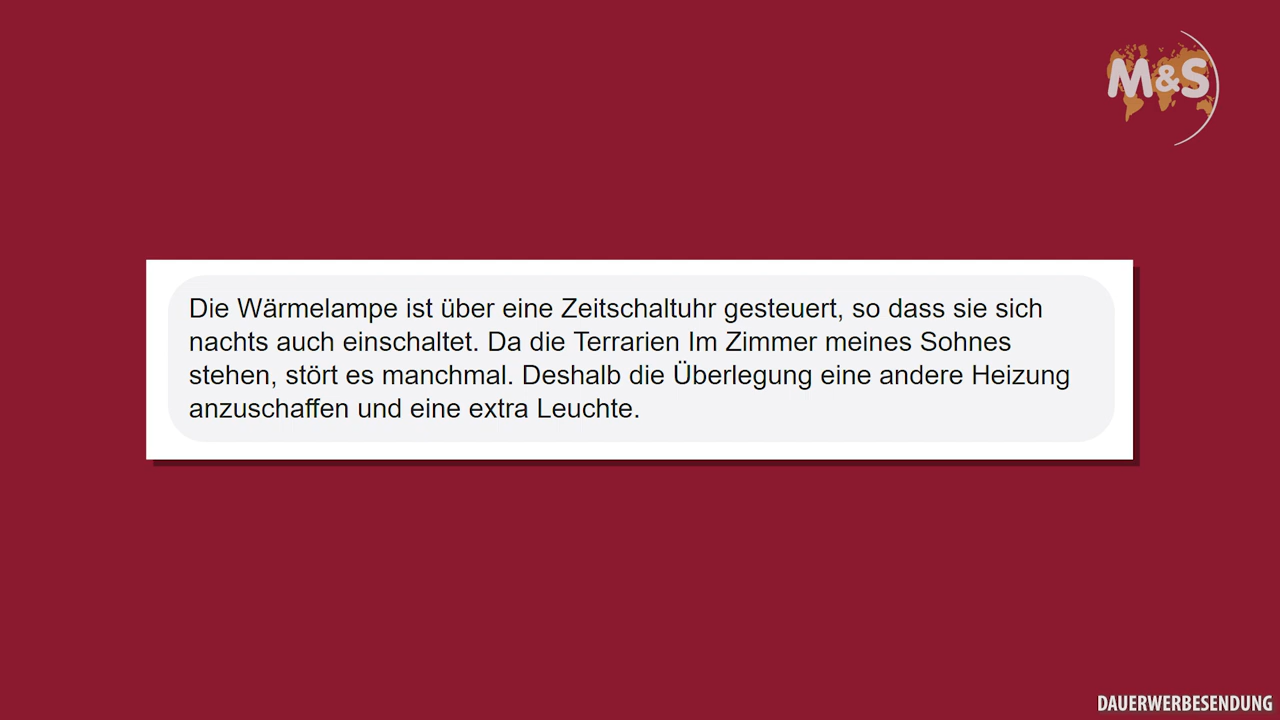 M&S
Die Wärmelampe ist über eine Zeitschaltuhr gesteuert, so dass sie sich
nachts auch einschaltet. Da die Terrarien Im Zimmer meines Sohnes
stehen, stört es manchmal. Deshalb die Überlegung eine andere Heizung
anzuschaffen und eine extra Leuchte.
DAUERWERBESENDUNG